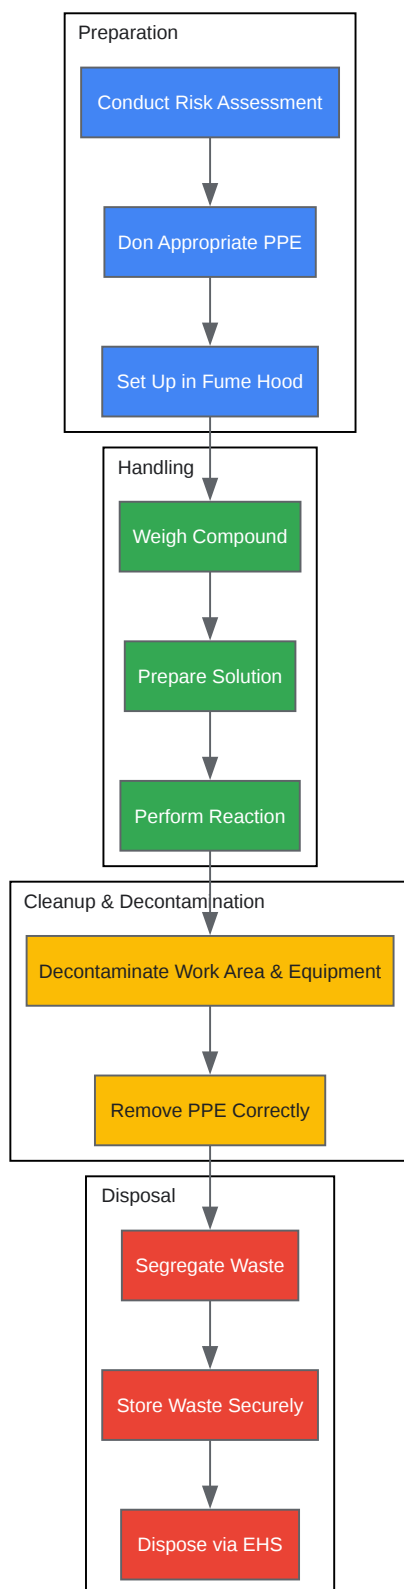 Preparation
Conduct Risk Assessment
Don Appropriate PPE
Set Up in Fume Hood
Handling
Weigh Compound
Prepare Solution
Perform Reaction
Cleanup & Decontamination
Decontaminate Work Area & Equipment
Remove PPE Correctly
Disposal
Segregate Waste
Store Waste Securely
Dispose via EHS